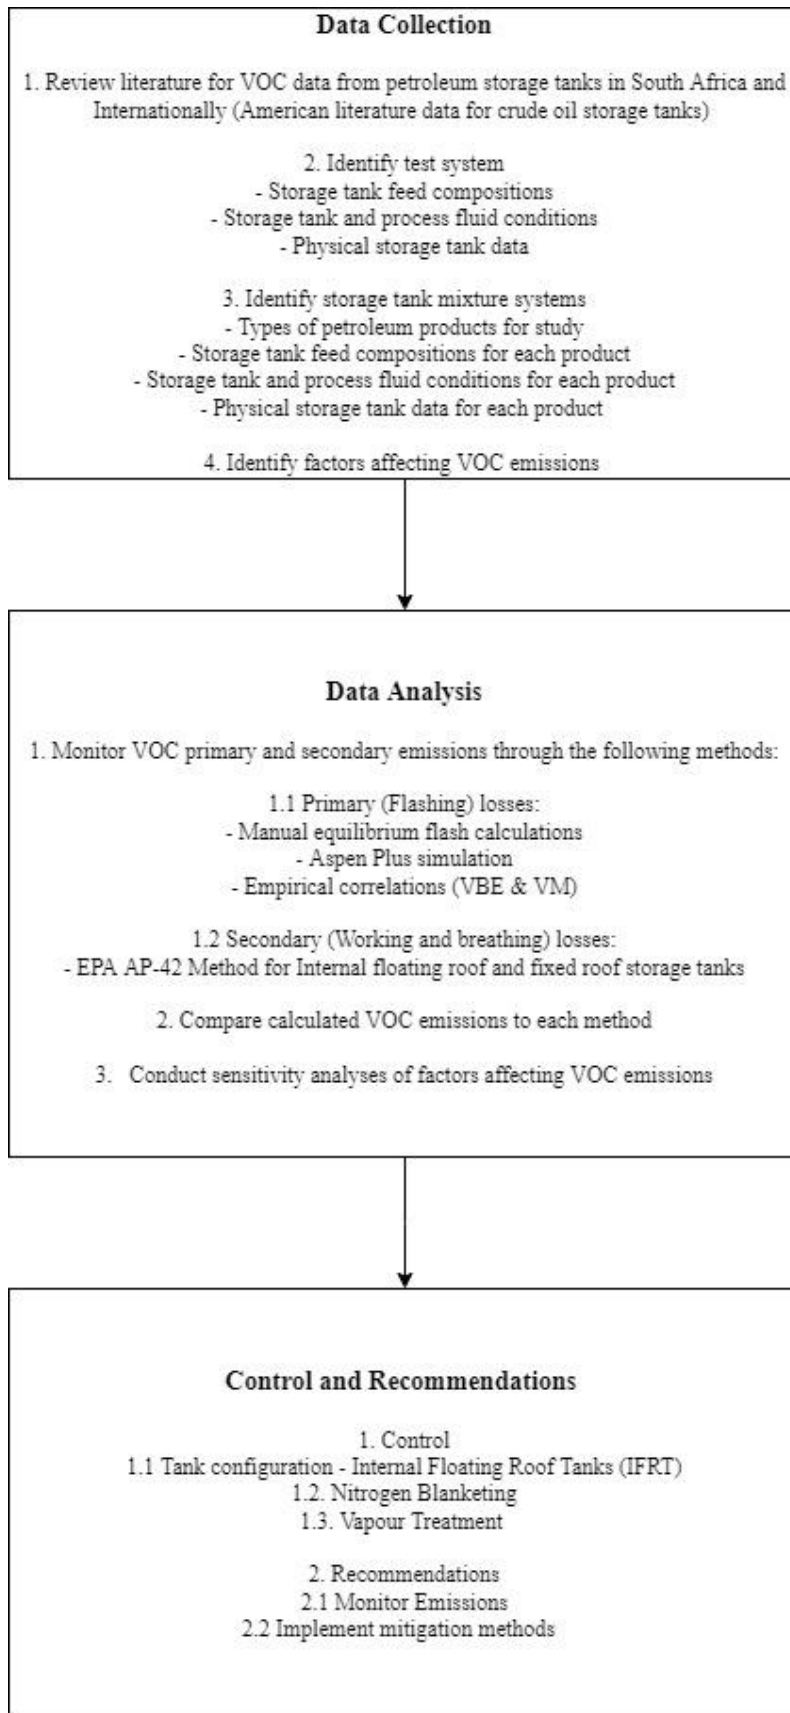 Data Collection
1. Review literature for VOC data from petroleum storage tanks in South Africa and
Internationally (American literature data for crude oil storage tanks)
2. Identify test system
- Storage tank feed compositions
- Storage tank and process fluid conditions
- Physical storage tank data
3. Identify storage tank mixture systems
- Types of petroleum products for study
- Storage tank feed compositions for each product
- Storage tank and process fluid conditions for each product
- Physical storage tank data for each product
4. Identify factors affecting VOC emissions
Data Analysis
1. Monitor VOC primary and secondary emissions through the following methods:
1.1 Primary (Flashing) losses:
- Manual equilibrium flash calculations
- Aspen Plus simulation
- Empirical correlations (VBE & VM)
1.2 Secondary (Working and breathing) losses:
- EPA AP-42 Method for Internal floating roof and fixed roof storage tanks
2. Compare calculated VOC emissions to each method
3. Conduct sensitivity analyses of factors affecting VOC emissions
Control and Recommendations
1. Control
1.1 Tank configuration - Internal Floating Roof Tanks (IFRT)
1.2. Nitrogen Blanketing
1.3. Vapour Treatment
2. Recommendations
2.1 Monitor Emissions
2.2 Implement mitigation methods